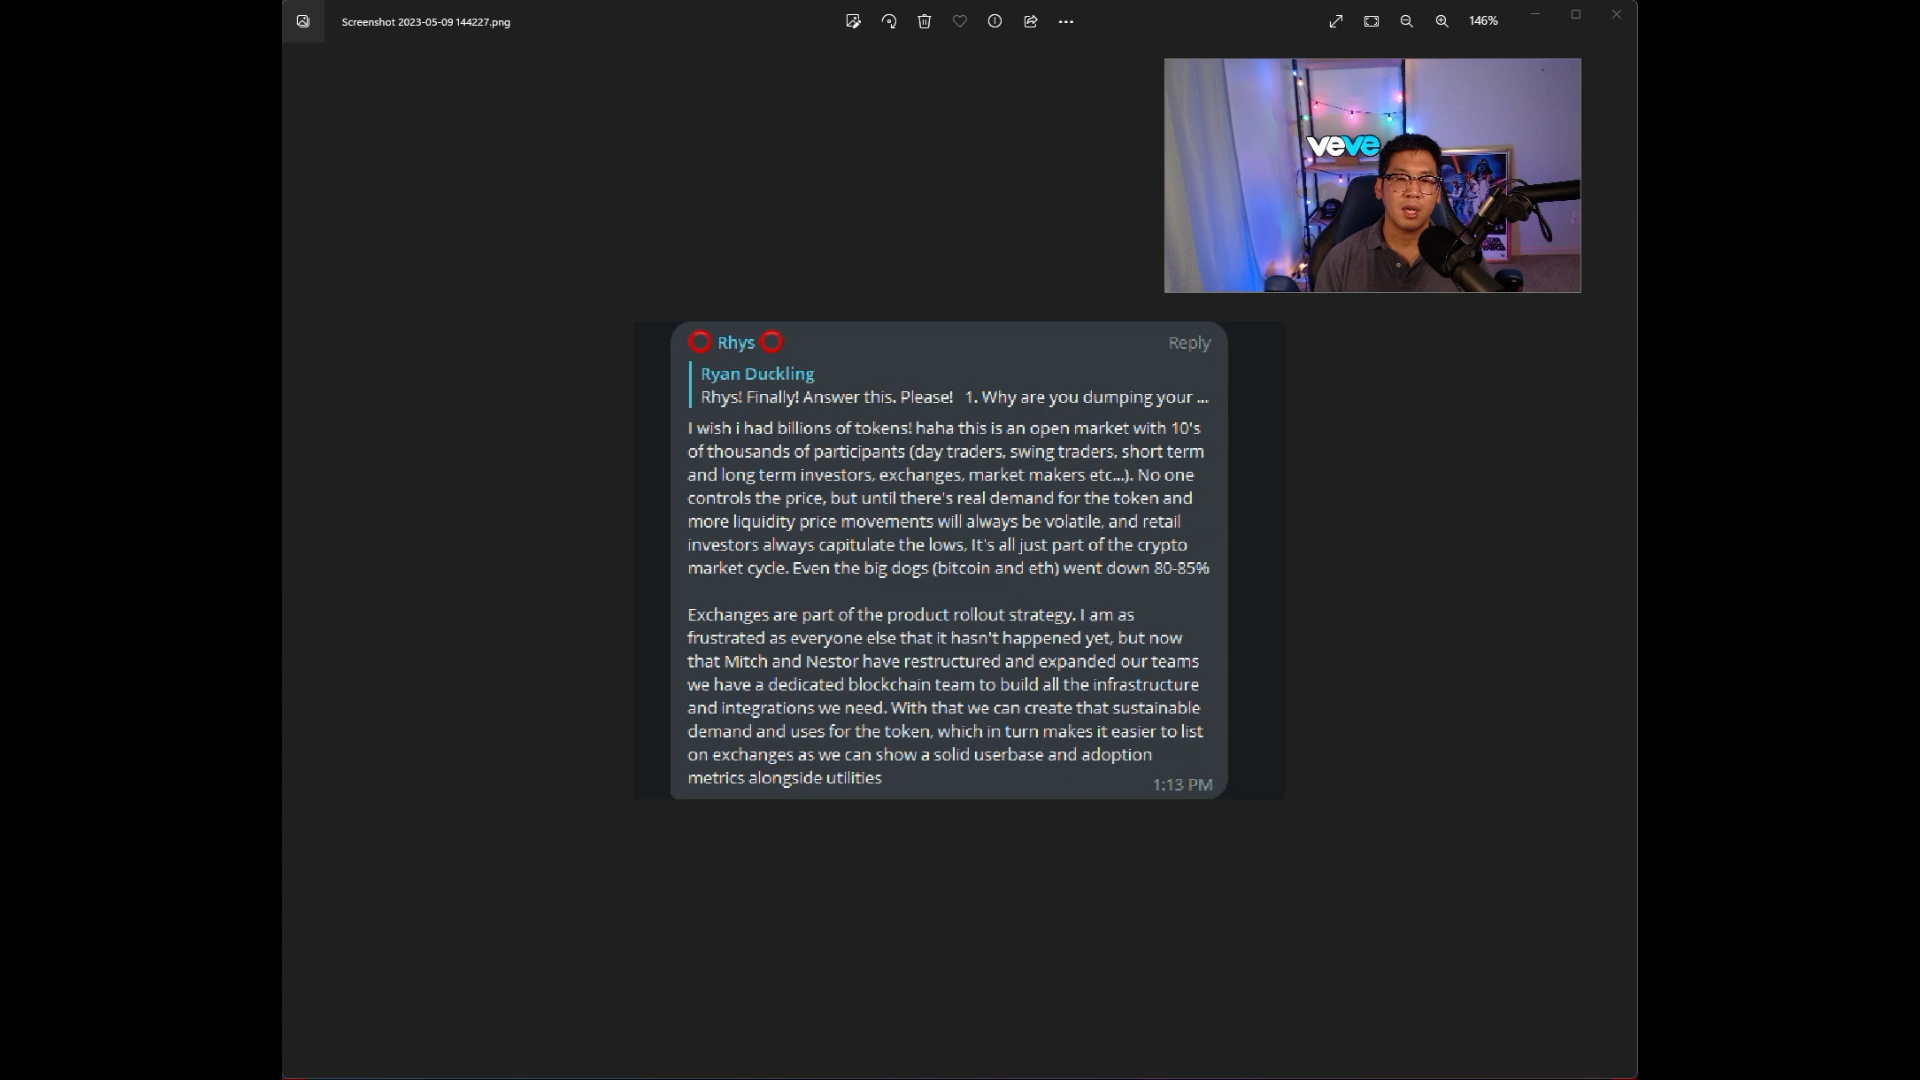 Screenshot 2023-05-09 144227.png
146%
veve
Rhys
Reply
Ryan Duckling
Rhys! Finally! Answer this. Please! 1. Why are you dumping your ...
I wish i had billions of tokens! haha this is an open market with 10's
of thousands of participants (day traders, swing traders, short term
and long term investors, exchanges, market makers etc...). No one
controls the price, but until there's real demand for the token and
more liquidity price movements will always be volatile, and retail
investors always capitulate the lows, It's all just part of the crypto
market cycle. Even the big dogs (bitcoin and eth) went down 80-85%
Exchanges are part of the product rollout strategy. I am as
frustrated as everyone else that it hasn't happened yet, but now
that Mitch and Nestor have restructured and expanded our teams
we have a dedicated blockchain team to build all the infrastructure
and integrations we need. With that we can create that sustainable
demand and uses for the token, which in turn makes it easier to list
on exchanges as we can show a solid userbase and adoption
metrics alongside utilities
1:13 PM